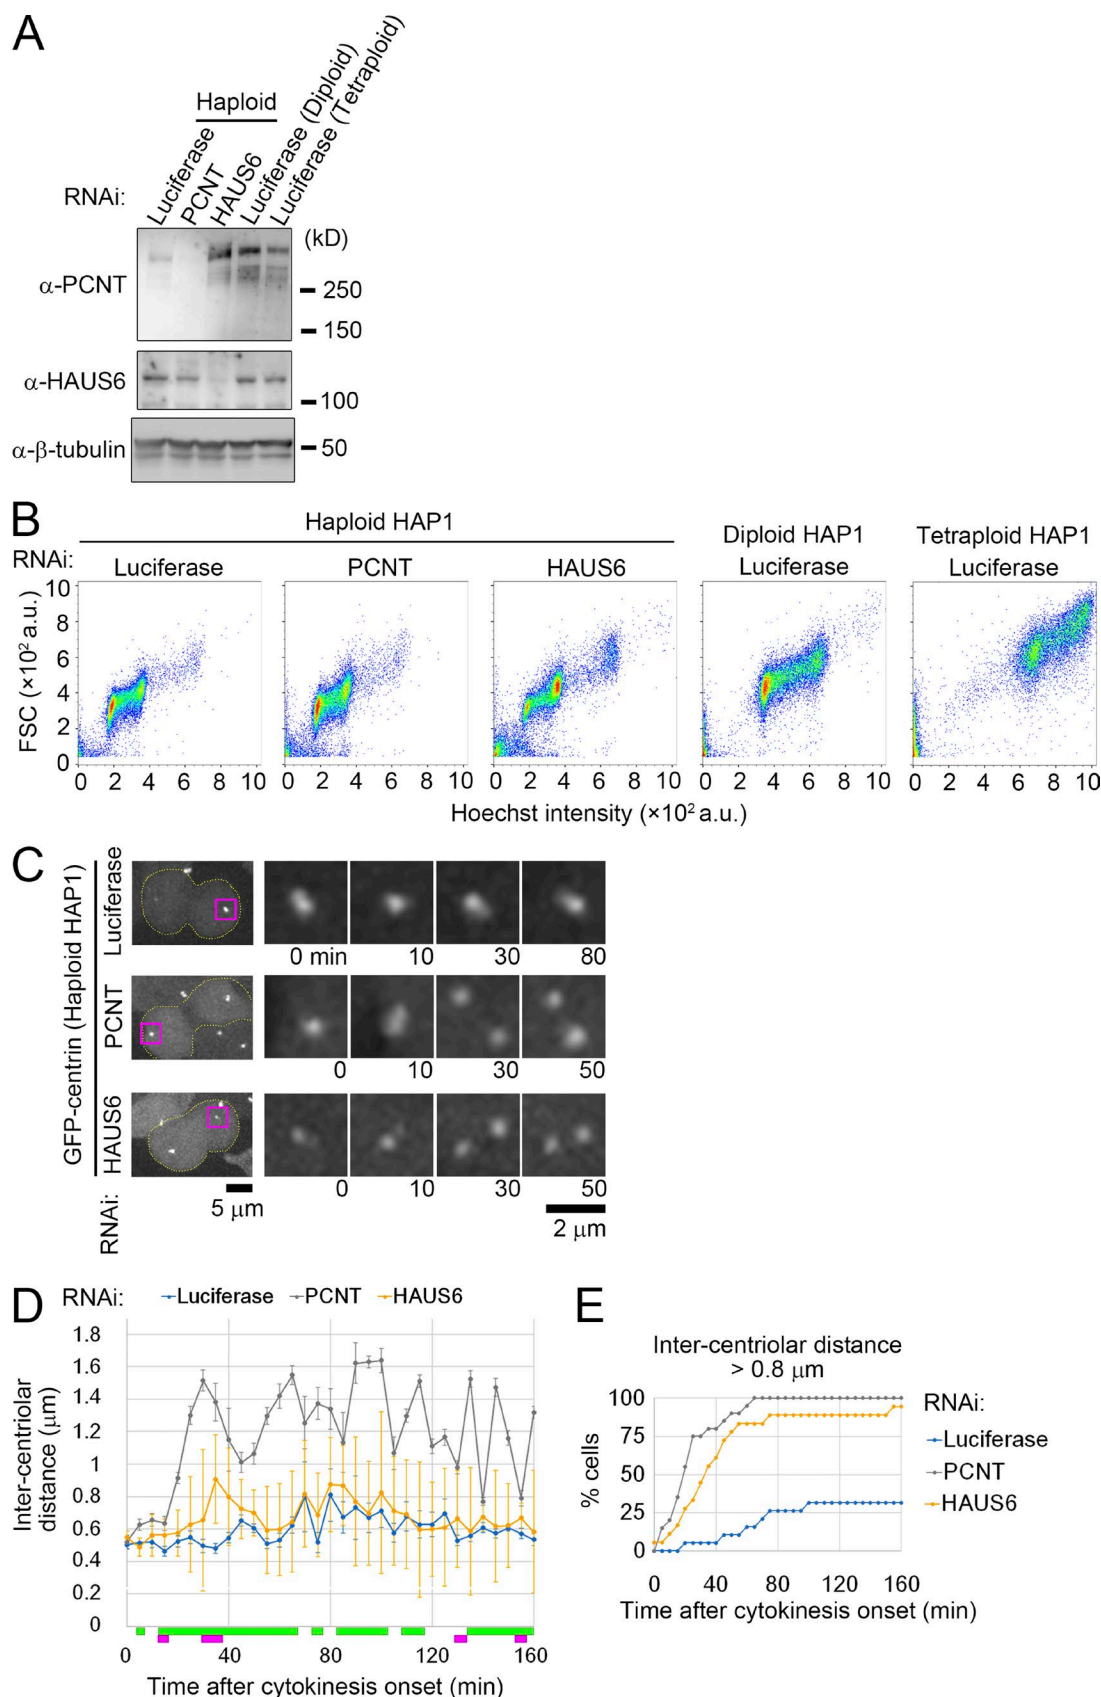 A
Haploid
RNAi:
Luciferase
PCNT
HAUS6
Luciferase (Diploid)
Luciferase (Tetraploid)
(kD)
α-PCNT
250
150
α-HAUS6
100
α-β-tubulin
50
B
Haploid HAP1
Diploid HAP1
Tetraploid HAP1
RNAi:
Luciferase
PCNT
HAUS6
Luciferase
Luciferase
FSC (×10² a.u.)
10
8
6
4
2
0
0 2 4 6 8 10
0 2 4 6 8 10
0 2 4 6 8 10
0 2 4 6 8 10
0 2 4 6 8 10
Hoechst intensity (×10² a.u.)
C
GFP-centrin (Haploid HAP1)
RNAi:
Luciferase
0 min 10 30 80
PCNT
0 10 30 50
HAUS6
0 10 30 50
5 μm
2 μm
D
RNAi:
Luciferase PCNT HAUS6
Inter-centriolar
distance (μm)
1.8
1.6
1.4
1.2
1
0.8
0.6
0.4
0.2
0
0 40 80 120 160
Time after cytokinesis onset (min)
E
Inter-centriolar distance
> 0.8 μm
% cells
100
75
50
25
0
0 40 80 120 160
Time after cytokinesis onset (min)
RNAi:
Luciferase
PCNT
HAUS6